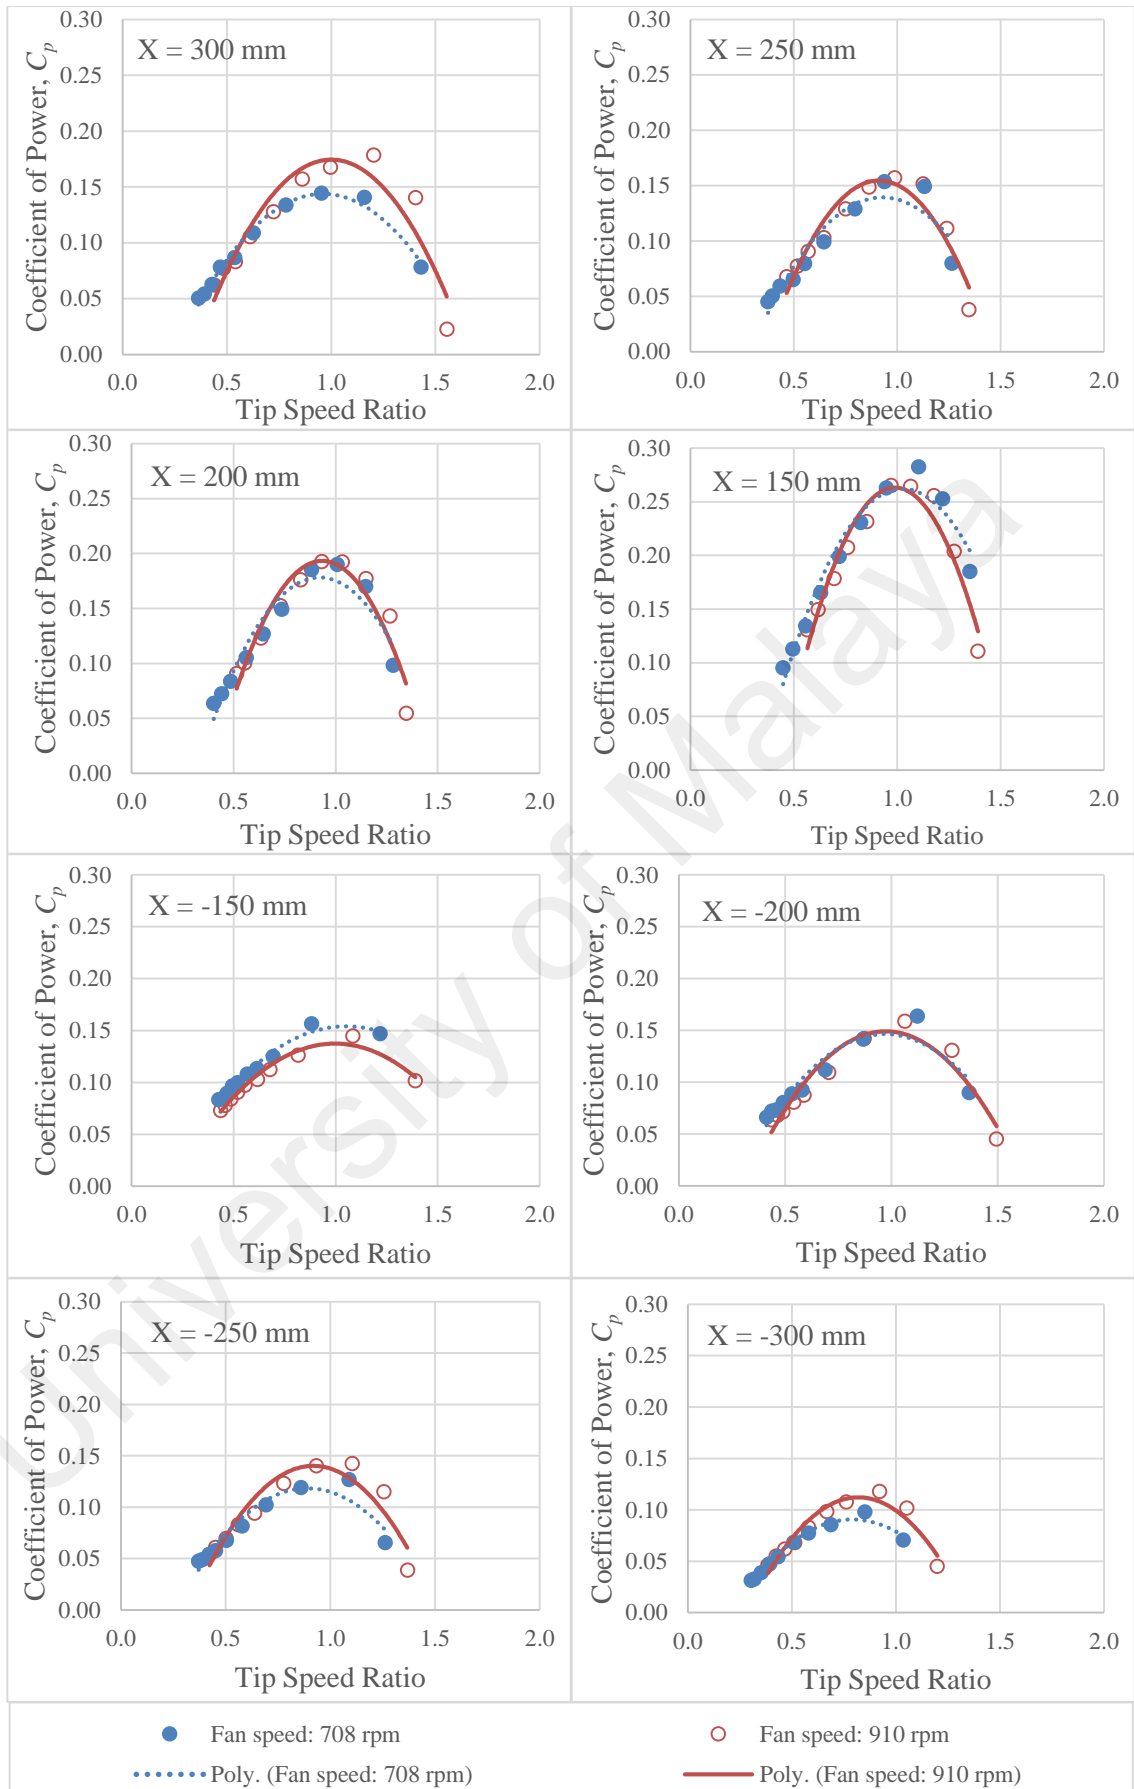 X = 300 mm
Coefficient of Power, Cp
0.30
0.25
0.20
0.15
0.10
0.05
0.00
0.0 0.5 1.0 1.5 2.0
Tip Speed Ratio
X = 250 mm
Coefficient of Power, Cp
0.30
0.25
0.20
0.15
0.10
0.05
0.00
0.0 0.5 1.0 1.5 2.0
Tip Speed Ratio
X = 200 mm
Coefficient of Power, Cp
0.30
0.25
0.20
0.15
0.10
0.05
0.00
0.0 0.5 1.0 1.5 2.0
Tip Speed Ratio
X = 150 mm
Coefficient of Power, Cp
0.30
0.25
0.20
0.15
0.10
0.05
0.00
0.0 0.5 1.0 1.5 2.0
Tip Speed Ratio
X = -150 mm
Coefficient of Power, Cp
0.30
0.25
0.20
0.15
0.10
0.05
0.00
0.0 0.5 1.0 1.5 2.0
Tip Speed Ratio
X = -200 mm
Coefficient of Power, Cp
0.30
0.25
0.20
0.15
0.10
0.05
0.00
0.0 0.5 1.0 1.5 2.0
Tip Speed Ratio
X = -250 mm
Coefficient of Power, Cp
0.30
0.25
0.20
0.15
0.10
0.05
0.00
0.0 0.5 1.0 1.5 2.0
Tip Speed Ratio
X = -300 mm
Coefficient of Power, Cp
0.30
0.25
0.20
0.15
0.10
0.05
0.00
0.0 0.5 1.0 1.5 2.0
Tip Speed Ratio
Fan speed: 708 rpm
Fan speed: 910 rpm
Poly. (Fan speed: 708 rpm)
Poly. (Fan speed: 910 rpm)
University of Malaya